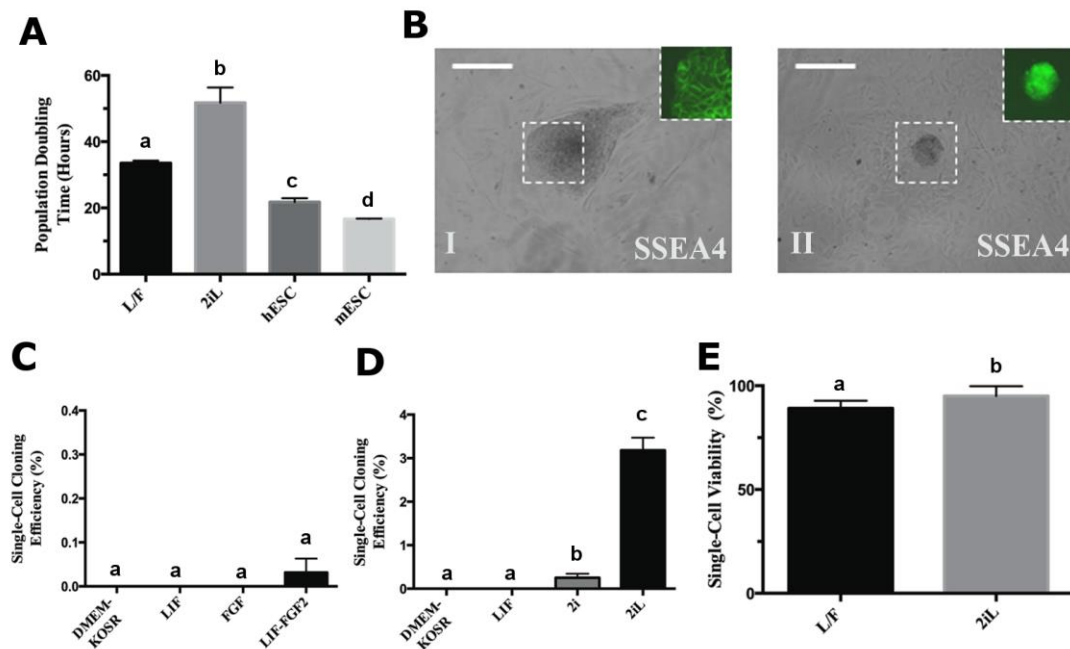 A
Population Doubling
Time (Hours)
60
40
20
0
a
b
c
d
L/F
2iL
hESC
mESC
B
I
SSEA4
II
SSEA4
C
Single-Cell Cloning
Efficiency (%)
0.4
0.3
0.2
0.1
0.0
a
a
a
a
DMEM-
KOSR
LIF
FGF
LIF-FGF2
D
Single-Cell Cloning
Efficiency (%)
4
3
2
1
0
a
a
b
c
DMEM-
KOSR
LIF
2i
2iL
E
Single-Cell Viability (%)
100
50
0
a
b
L/F
2iL